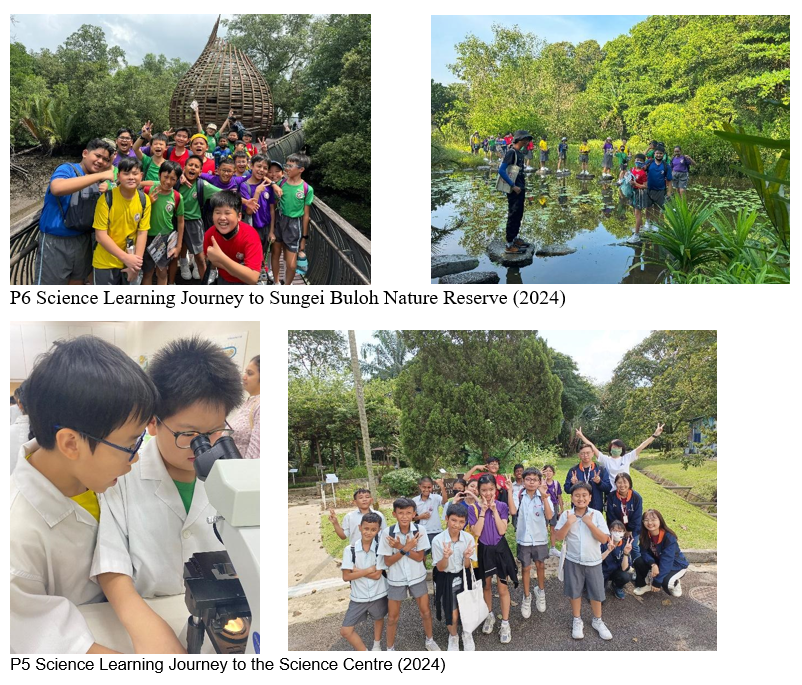 P6 Science Learning Journey to Sungei Buloh Nature Reserve (2024)
P5 Science Learning Journey to the Science Centre (2024)